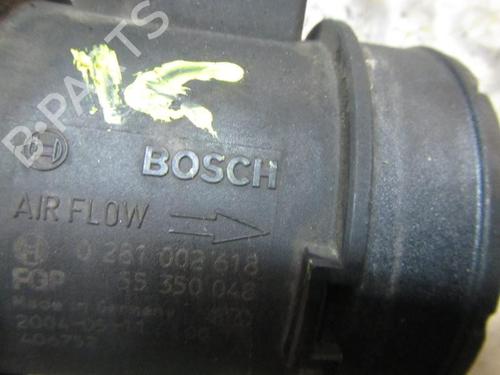 B-PARTS
BOSCH
AIR FLOW
0 281 002 618
FGP 55 350 048
Made in Germany